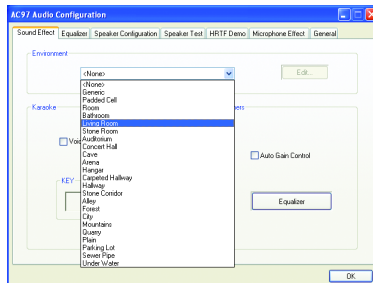 AC97 Audio Configuration
Sound Effect Equalizer Speaker Configuration Speaker Test HRTF Demo Microphone Effect General
Environment
<None>
Edit...
<None>
Generic
Padded Cell
Room
Bathroom
Living Room
Stone Room
Auditorium
Concert Hall
Cave
Arena
Hangar
Carpeted Hallway
Hallway
Stone Corridor
Alley
Forest
City
Mountains
Quarry
Plain
Parking Lot
Sewer Pipe
Under Water
Karaoke
KEY
Auto Gain Control
Equalizer
OK